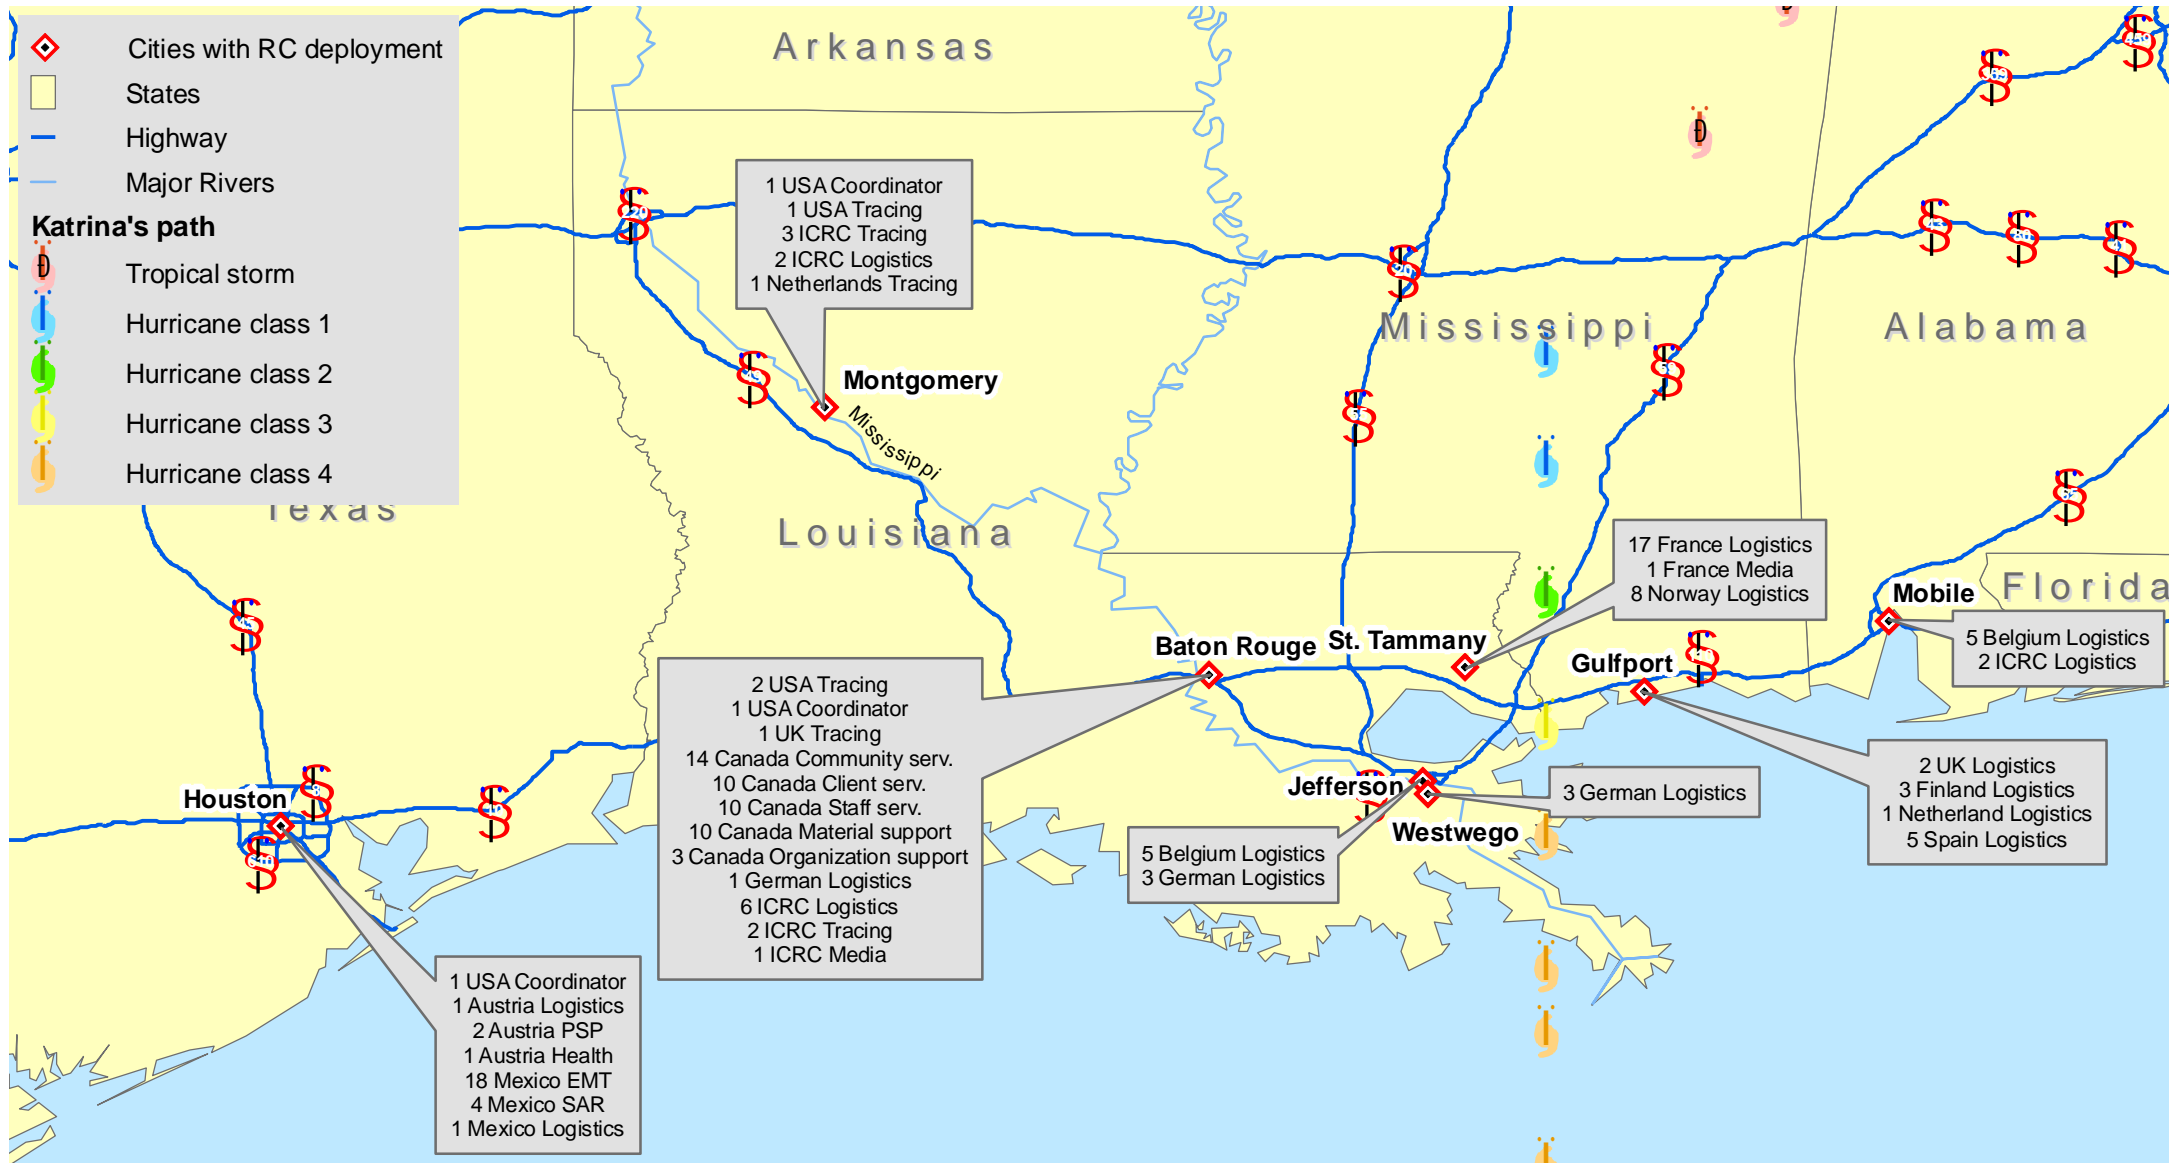 Cities with RC deployment
States
Highway
Major Rivers
Katrina's path
Tropical storm
Hurricane class 1
Hurricane class 2
Hurricane class 3
Hurricane class 4
Arkansas
Mississippi
Alabama
Texas
Louisiana
Florida
1 USA Coordinator
1 USA Tracing
3 ICRC Tracing
2 ICRC Logistics
1 Netherlands Tracing
Montgomery
Mississippi
17 France Logistics
1 France Media
8 Norway Logistics
Mobile
5 Belgium Logistics
2 ICRC Logistics
Baton Rouge
St. Tammany
Gulfport
2 USA Tracing
1 USA Coordinator
1 UK Tracing
14 Canada Community serv.
10 Canada Client serv.
10 Canada Staff serv.
10 Canada Material support
3 Canada Organization support
1 German Logistics
6 ICRC Logistics
2 ICRC Tracing
1 ICRC Media
2 UK Logistics
3 Finland Logistics
1 Netherland Logistics
5 Spain Logistics
Houston
Jefferson
3 German Logistics
Westwego
5 Belgium Logistics
3 German Logistics
1 USA Coordinator
1 Austria Logistics
2 Austria PSP
1 Austria Health
18 Mexico EMT
4 Mexico SAR
1 Mexico Logistics